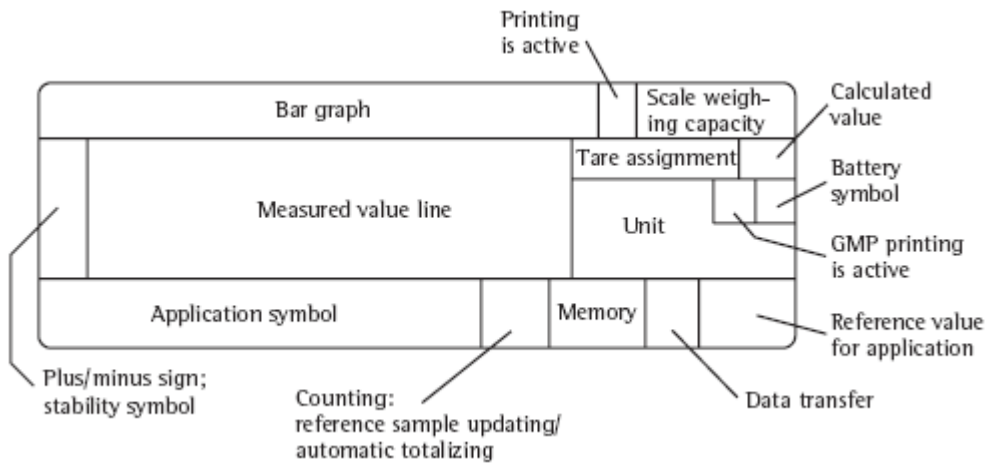 Printing
is active
Bar graph
Scale weigh-
ing capacity
Calculated
value
Tare assignment
Battery
symbol
Measured value line
Unit
GMP printing
is active
Application symbol
Memory
Reference value
for application
Plus/minus sign;
stability symbol
Counting:
reference sample updating/
automatic totalizing
Data transfer